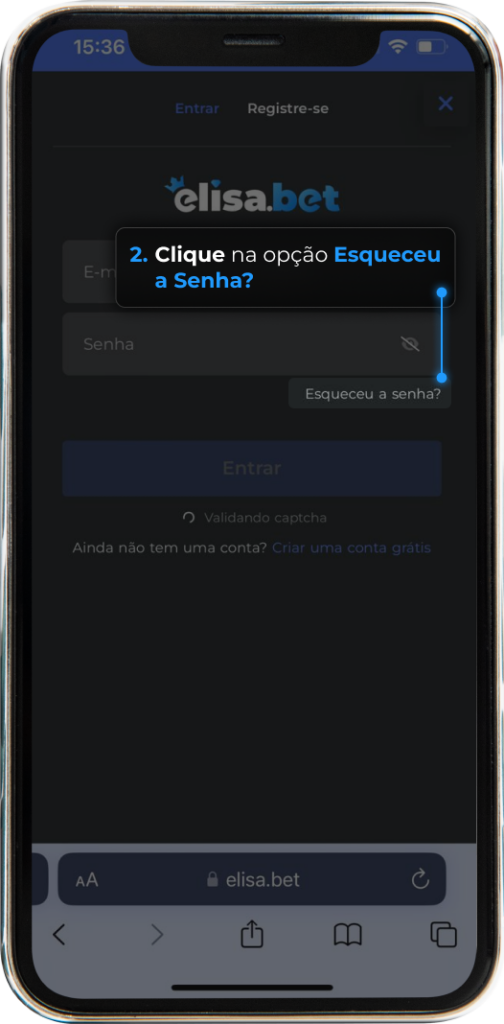 15:36
Entrar Registre-se
elisa.bet
2. Clique na opção Esqueceu
a Senha?
E-m
Senha
Esqueceu a senha?
Entrar
Validando captcha
Ainda não tem uma conta? Criar uma conta grátis
AA elisa.bet